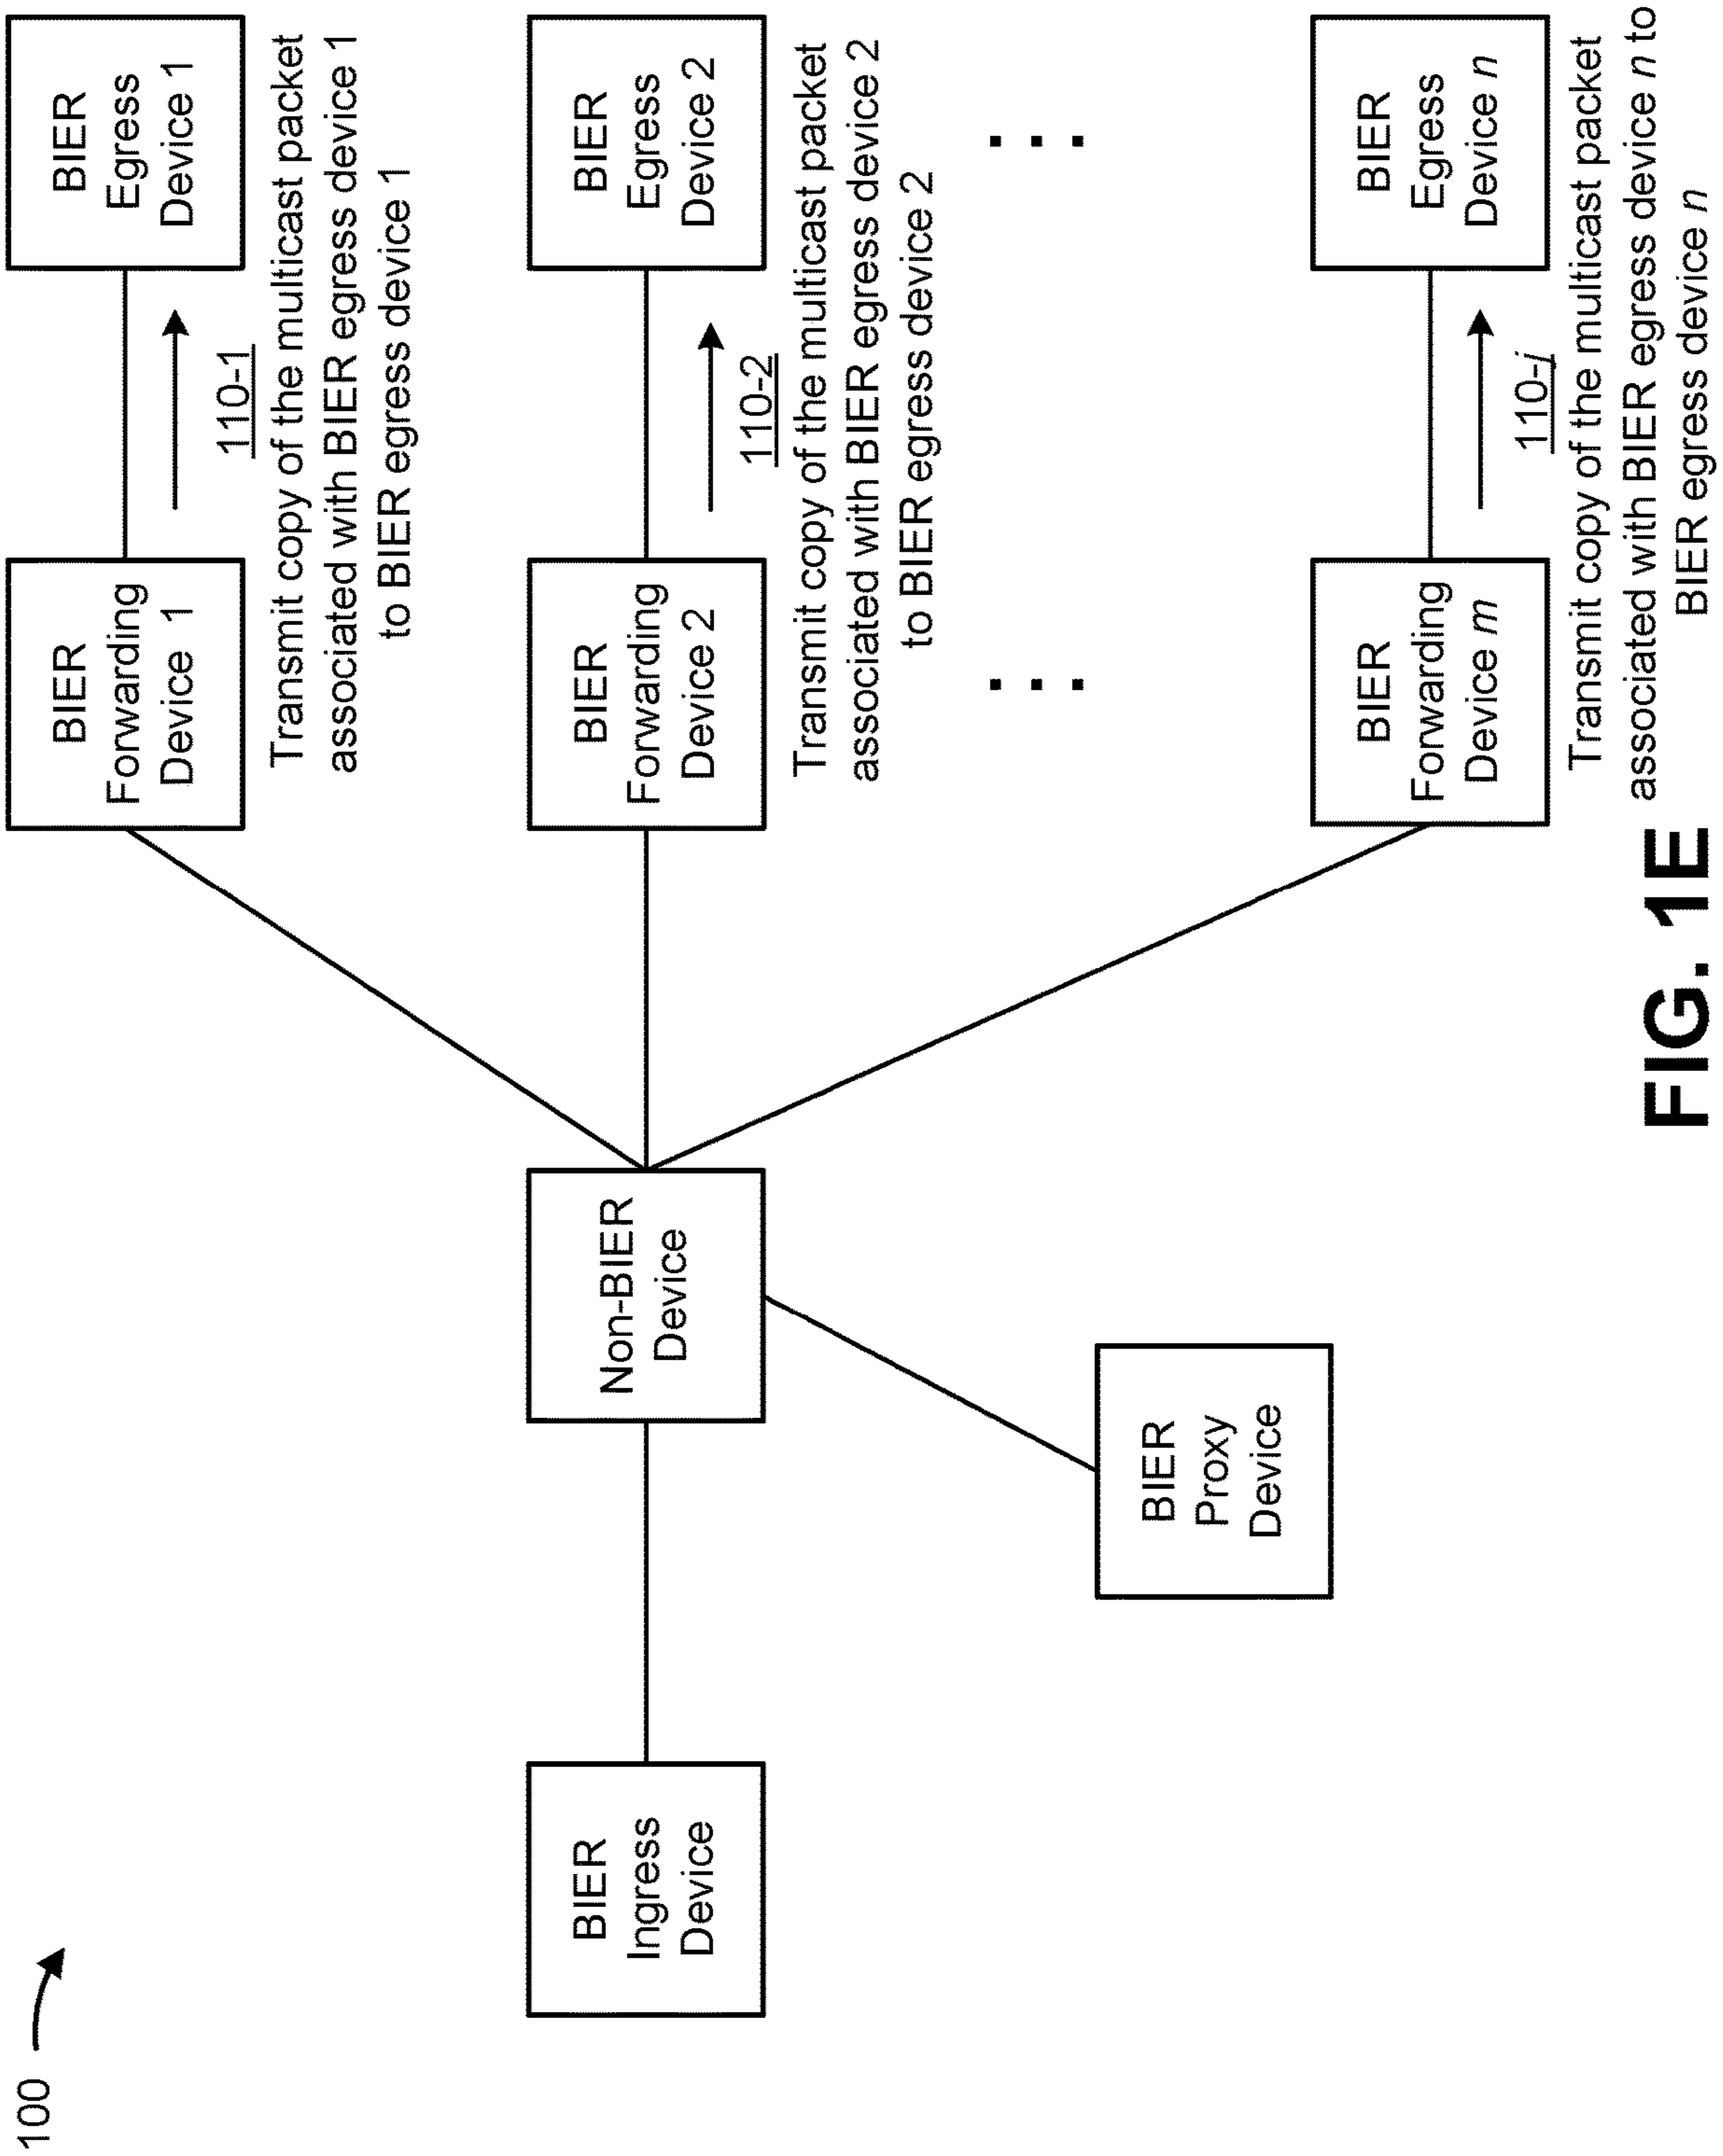 100
BIER
Ingress
Device
Non-BIER
Device
BIER
Proxy
Device
BIER
Forwarding
Device 1
BIER
Egress
Device 1
110-1
Transmit copy of the multicast packet
associated with BIER egress device 1
to BIER egress device 1
BIER
Forwarding
Device 2
BIER
Egress
Device 2
110-2
Transmit copy of the multicast packet
associated with BIER egress device 2
to BIER egress device 2
. . .
. . .
BIER
Forwarding
Device m
BIER
Egress
Device n
110-j
Transmit copy of the multicast packet
associated with BIER egress device n to
BIER egress device n
FIG. 1E